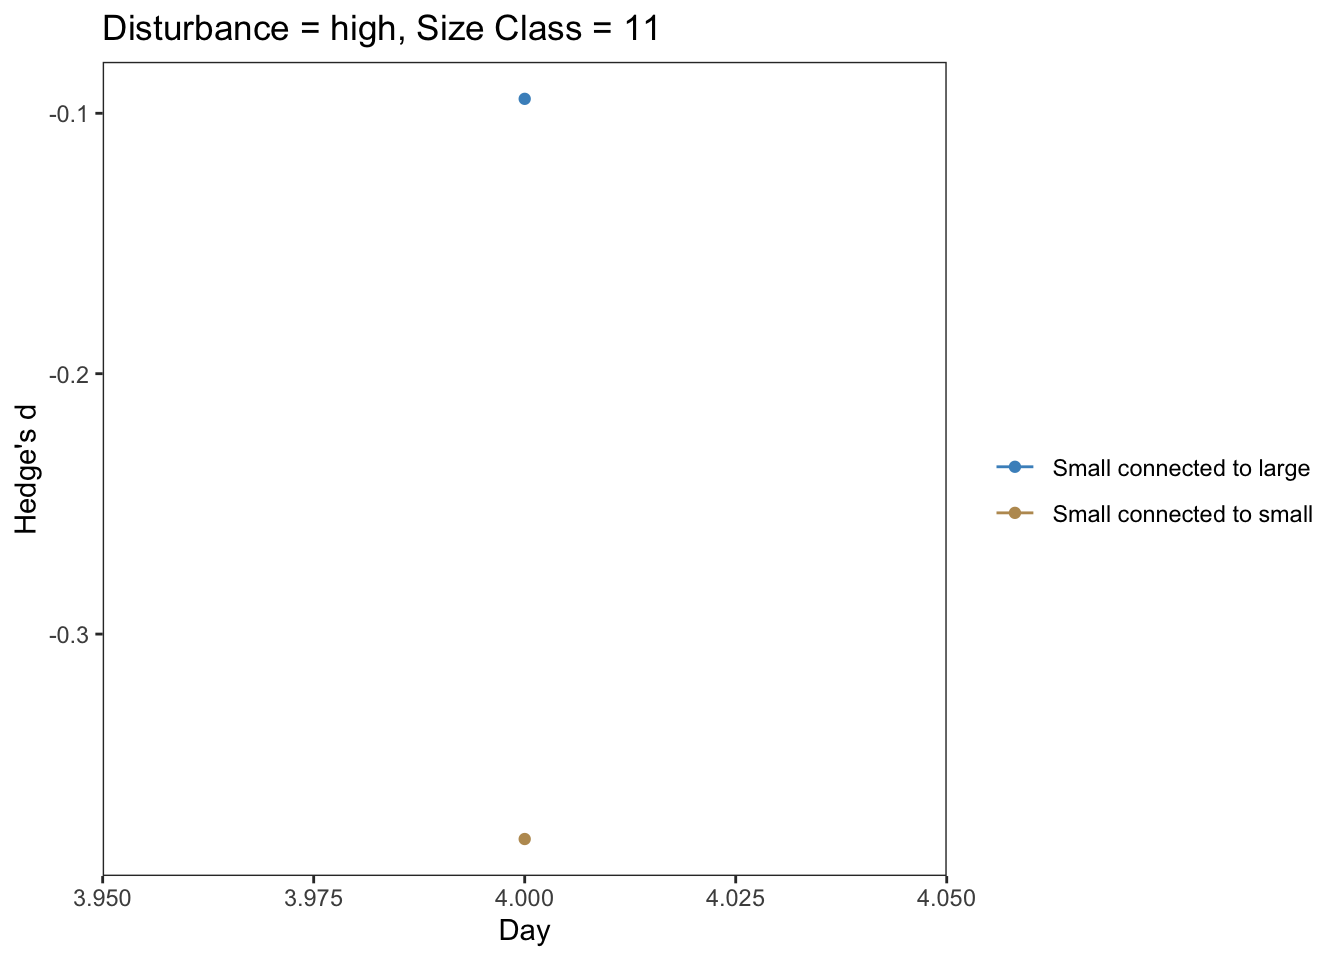 Disturbance = high, Size Class = 11
-0.1
-0.2
-0.3
Hedge's d
3.950 3.975 4.000 4.025 4.050
Day
Small connected to large
Small connected to small